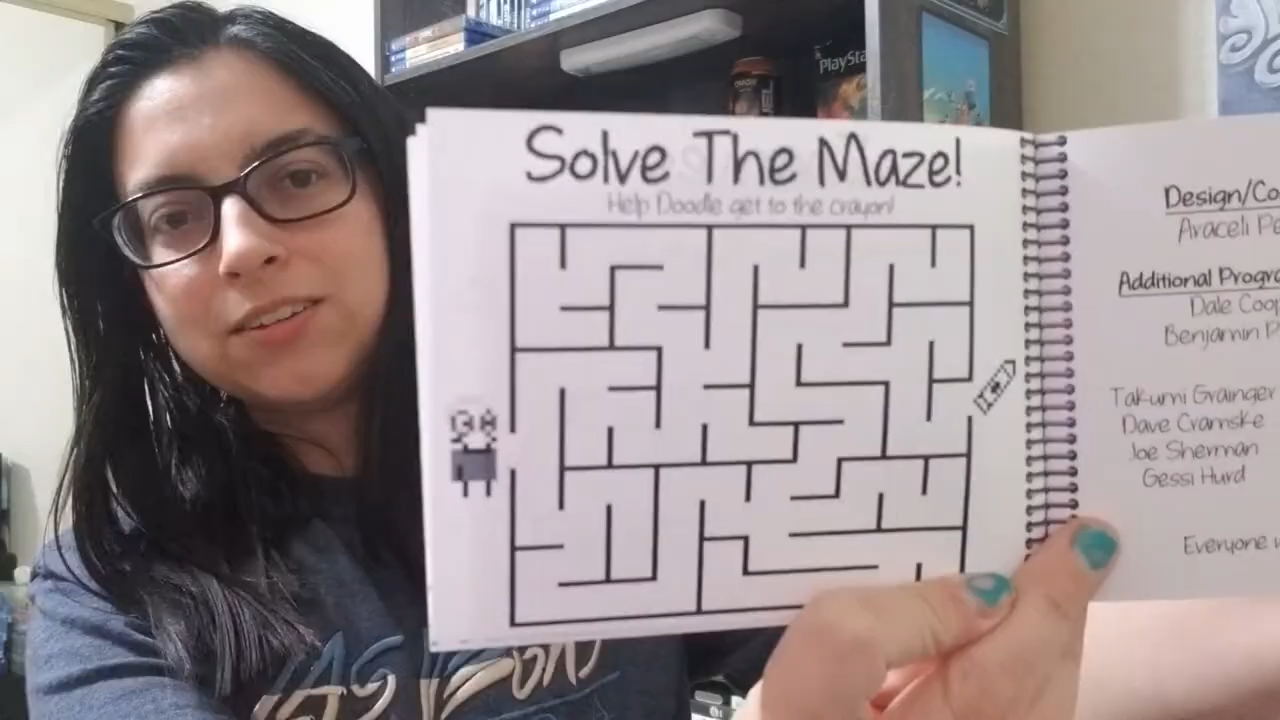 PlaySta
Solve The Maze!
Help Doodle get to the crayon!
Design/Co
Araceli Pe
Additional Progra
Dale Coop
Benjamin P.
Takumi Grainger
Dave Cramske
Joe Sherman
Gessi Hurd
Everyone w